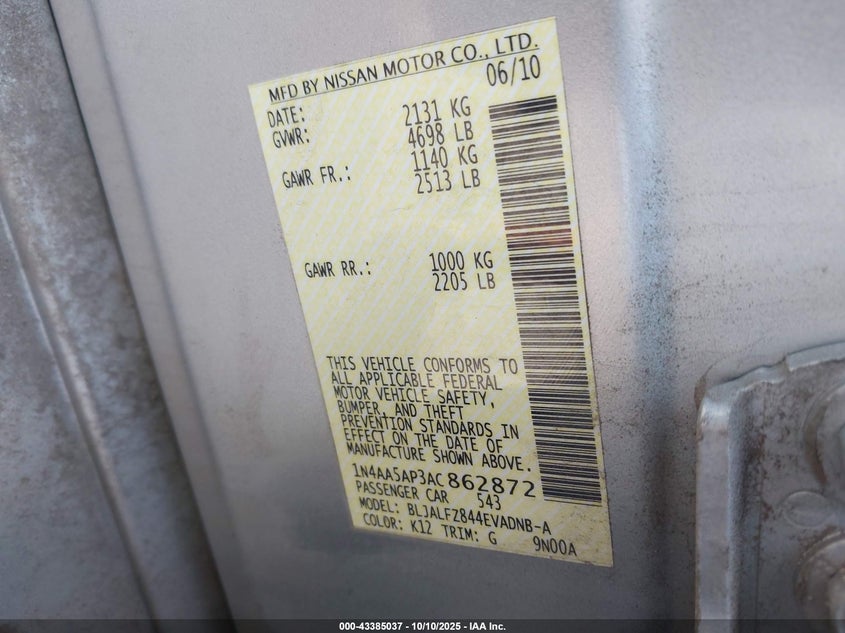 MFD BY NISSAN MOTOR CO., LTD.
DATE: 06/10
GVWR: 2131 KG
4698 LB
GAWR FR.: 1140 KG
2513 LB
GAWR RR.: 1000 KG
2205 LB
THIS VEHICLE CONFORMS TO
ALL APPLICABLE FEDERAL
MOTOR VEHICLE SAFETY,
BUMPER, AND THEFT
PREVENTION STANDARDS IN
EFFECT ON THE DATE OF
MANUFACTURE SHOWN ABOVE.
1N4AA5AP3AC862872
PASSENGER CAR 543
MODEL: BLJALFZ844EVADNB-A
COLOR: K12 TRIM: G 9N00A
000-43385037 - 10/10/2025 - IAA Inc.